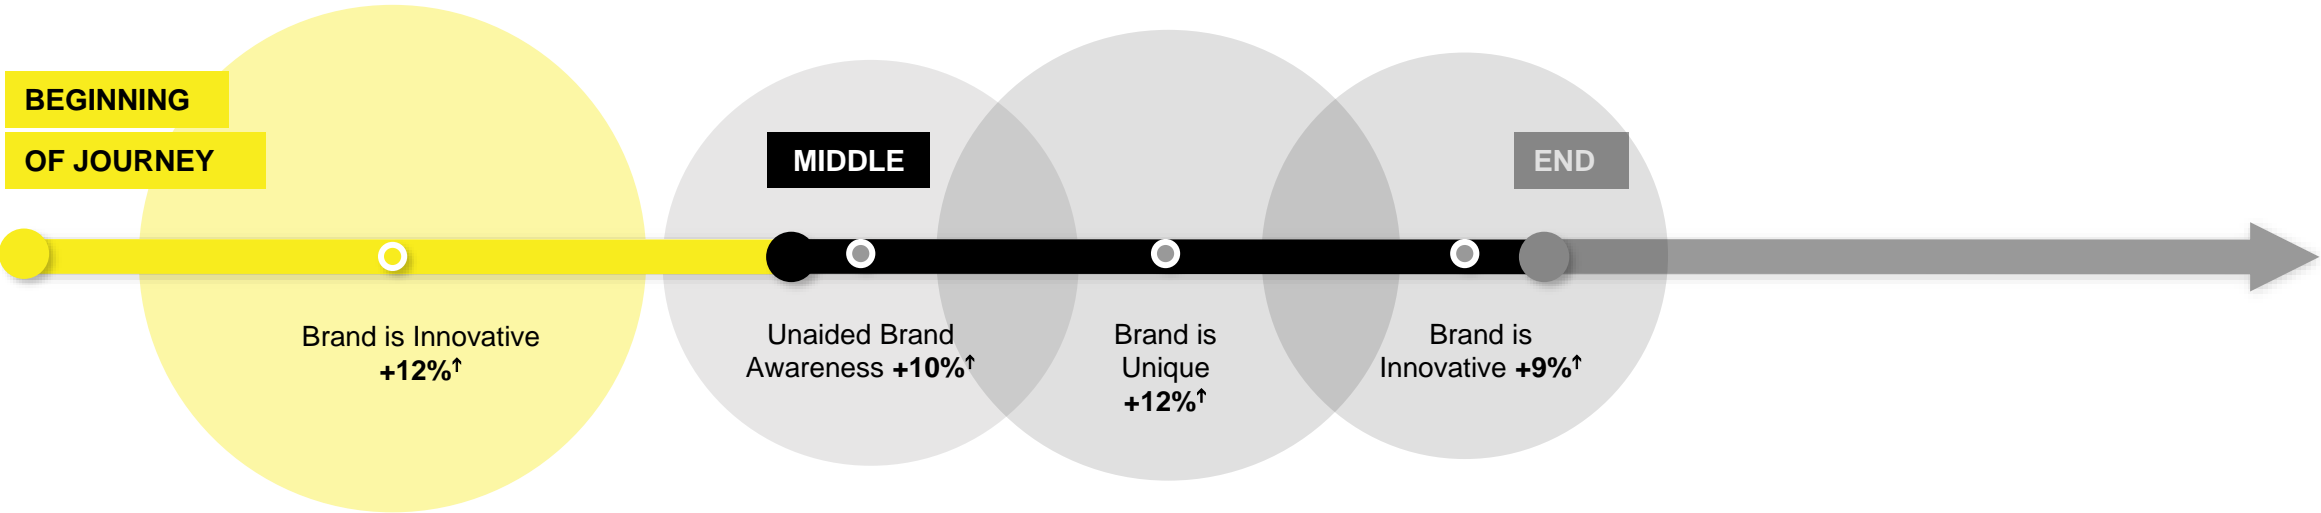 BEGINNING
OF JOURNEY
MIDDLE
END
Brand is Innovative
+12%↑
Unaided Brand
Awareness +10%↑
Brand is
Unique
+12%↑
Brand is
Innovative +9%↑